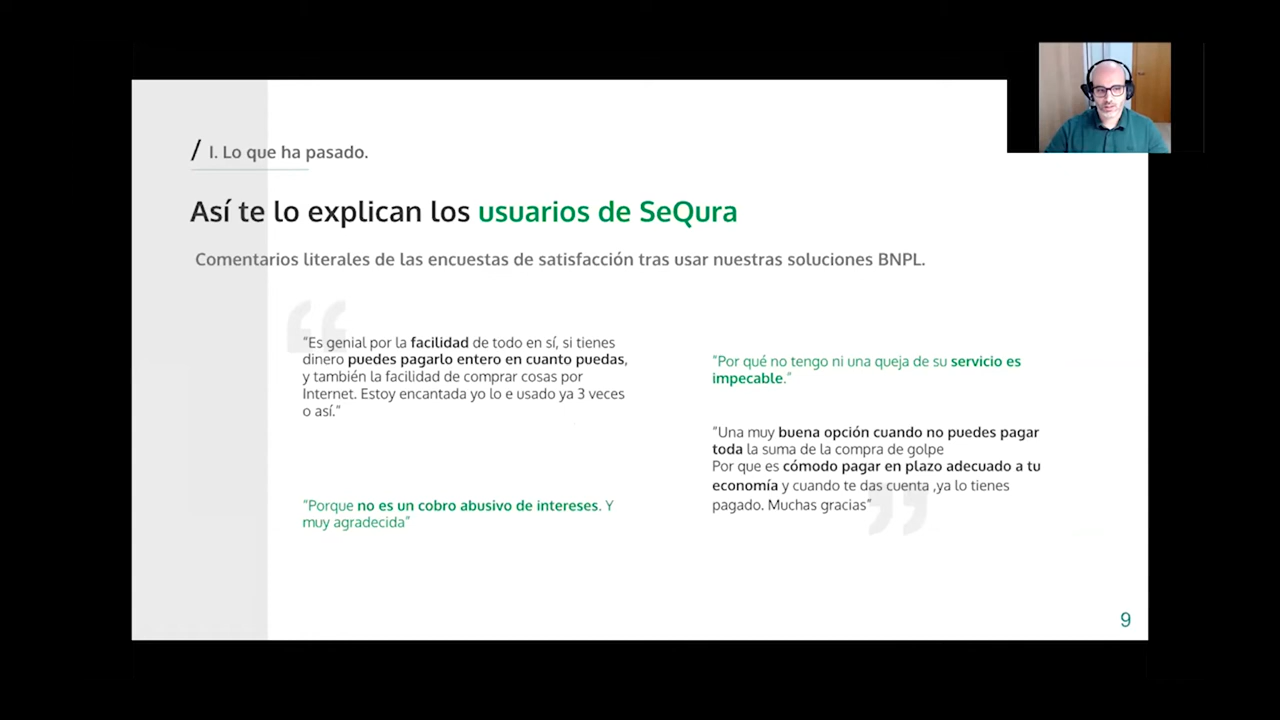 / I. Lo que ha pasado.
Así te lo explican los usuarios de SeQura
Comentarios literales de las encuestas de satisfacción tras usar nuestras soluciones BNPL.
“Es genial por la facilidad de todo en sí, si tienes
dinero puedes pagarlo entero en cuanto puedas,
y también la facilidad de comprar cosas por
Internet. Estoy encantada yo lo e usado ya 3 veces
o así.”
“Porque no es un cobro abusivo de intereses. Y
muy agradecida”
“Por qué no tengo ni una queja de su servicio es
impecable.”
“Una muy buena opción cuando no puedes pagar
toda la suma de la compra de golpe
Por que es cómodo pagar en plazo adecuado a tu
economía y cuando te das cuenta ,ya lo tienes
pagado. Muchas gracias”
9